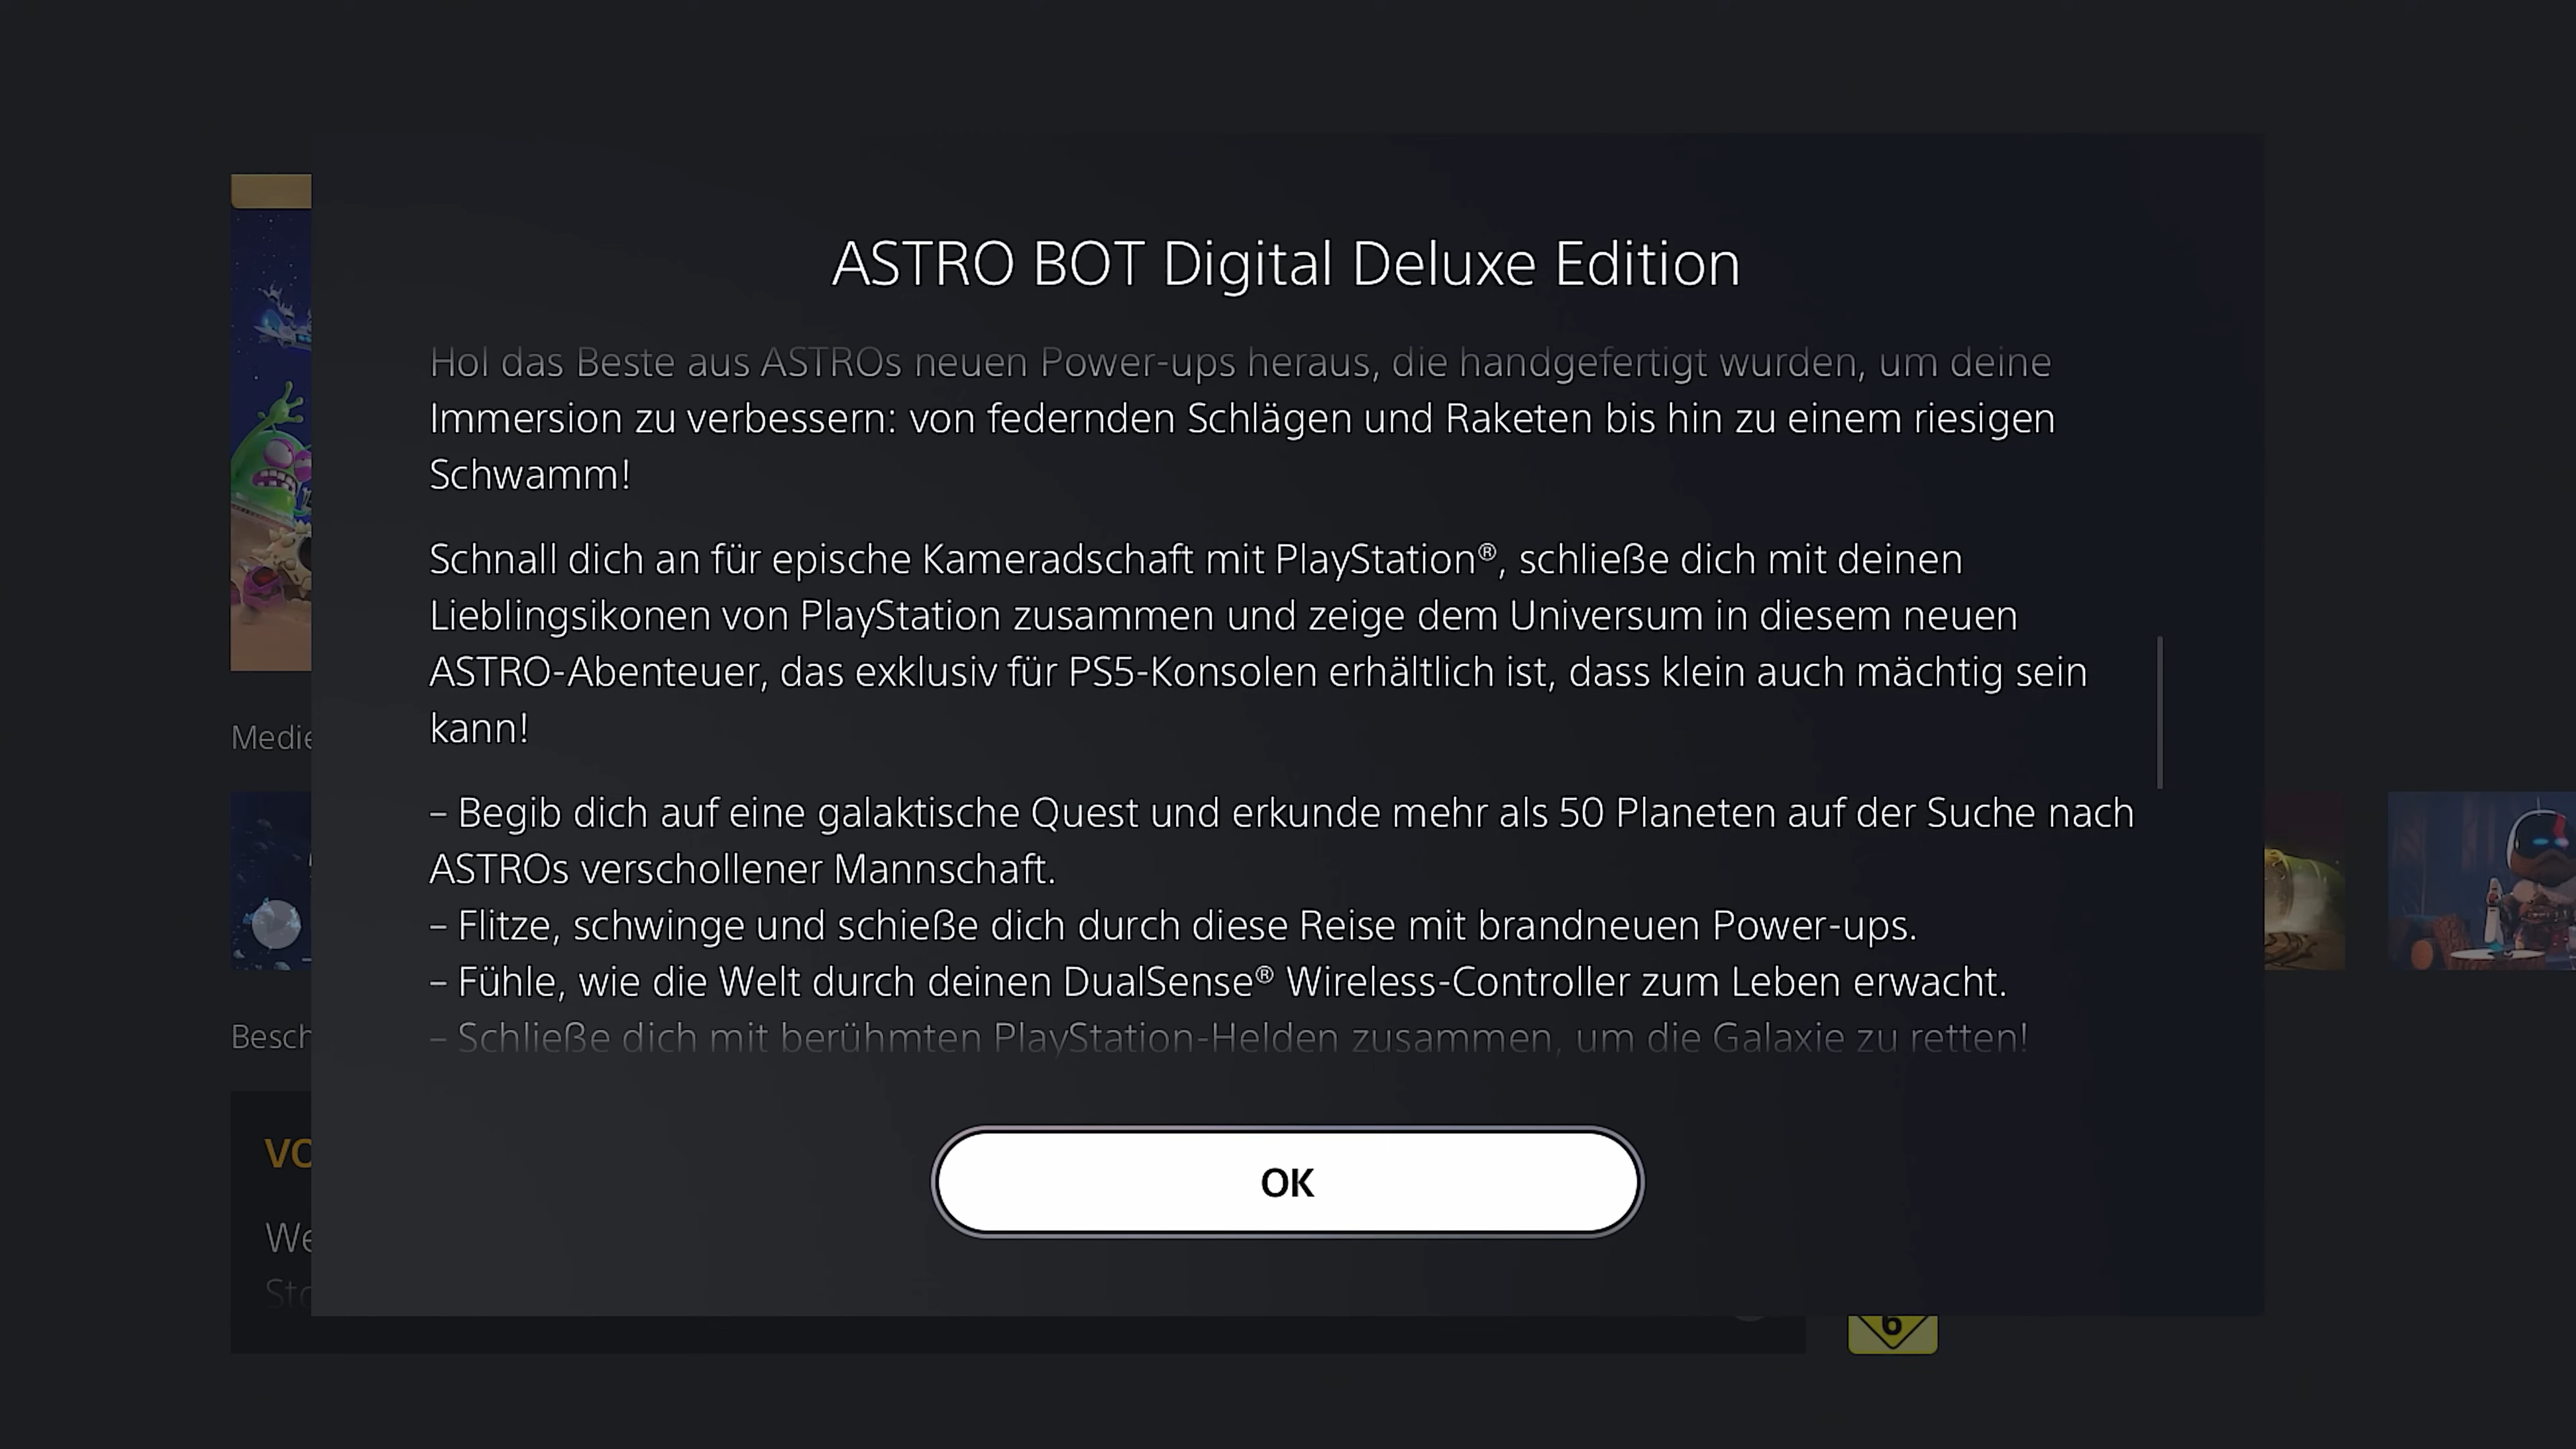 ASTRO BOT Digital Deluxe Edition
Hol das Beste aus ASTROs neuen Power-ups heraus, die handgefertigt wurden, um deine
Immersion zu verbessern: von federnden Schlägen und Raketen bis hin zu einem riesigen
Schwamm!
Schnall dich an für epische Kameradschaft mit PlayStation®, schließe dich mit deinen
Lieblingsikonen von PlayStation zusammen und zeige dem Universum in diesem neuen
ASTRO-Abenteuer, das exklusiv für PS5-Konsolen erhältlich ist, dass klein auch mächtig sein
kann!
– Begib dich auf eine galaktische Quest und erkunde mehr als 50 Planeten auf der Suche nach
ASTROs verschollener Mannschaft.
– Flitze, schwinge und schieße dich durch diese Reise mit brandneuen Power-ups.
– Fühle, wie die Welt durch deinen DualSense® Wireless-Controller zum Leben erwacht.
– Schließe dich mit berühmten PlayStation-Helden zusammen, um die Galaxie zu retten!
OK
Medie
Besch
VO
We
Sto
6